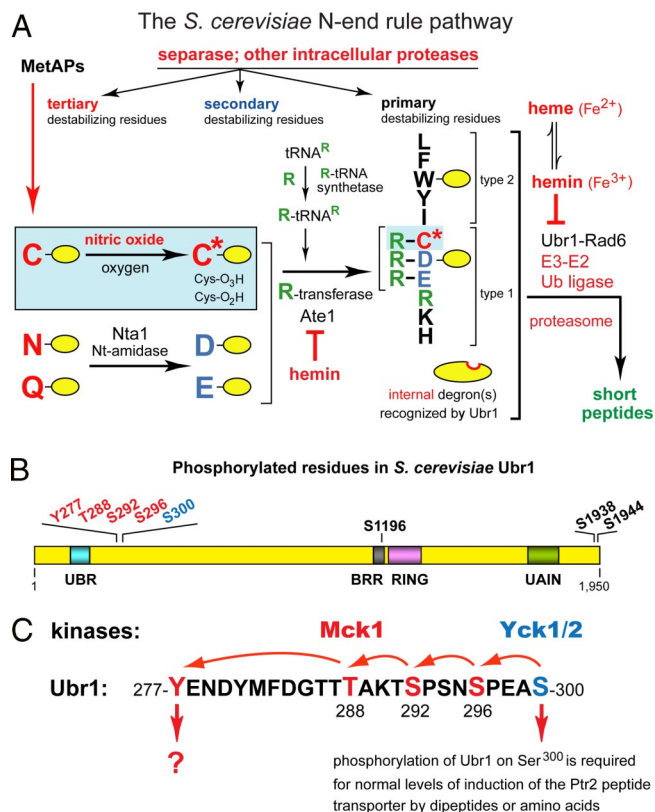 A
The S. cerevisiae N-end rule pathway
separase; other intracellular proteases
MetAPs
tertiary
destabilizing residues
secondary
destabilizing residues
primary
destabilizing residues
heme (Fe2+)
hemin (Fe3+)
tRNAR
R
R-tRNA
synthetase
R-tRNAR
L
F
W
Y
I
type 2
C
nitric oxide
oxygen
C*
Cys-O3H
Cys-O2H
R-transferase
Ate1
hemin
R-C*
R-D
R-E
R
K
H
type 1
Ubr1-Rad6
E3-E2
Ub ligase
proteasome
N
Q
Nta1
Nt-amidase
D
E
internal degron(s)
recognized by Ubr1
short
peptides
B
Phosphorylated residues in S. cerevisiae Ubr1
Y277
T288
S292
S296
S300
S1196
S1938
S1944
1
UBR
BRR
RING
UAIN
1,950
C
kinases:
Mck1
Yck1/2
Ubr1:
277-YENDYMFDGTTTAKTSPSNSPEAS-300
288
292
296
?
phosphorylation of Ubr1 on Ser300 is required
for normal levels of induction of the Ptr2 peptide
transporter by dipeptides or amino acids